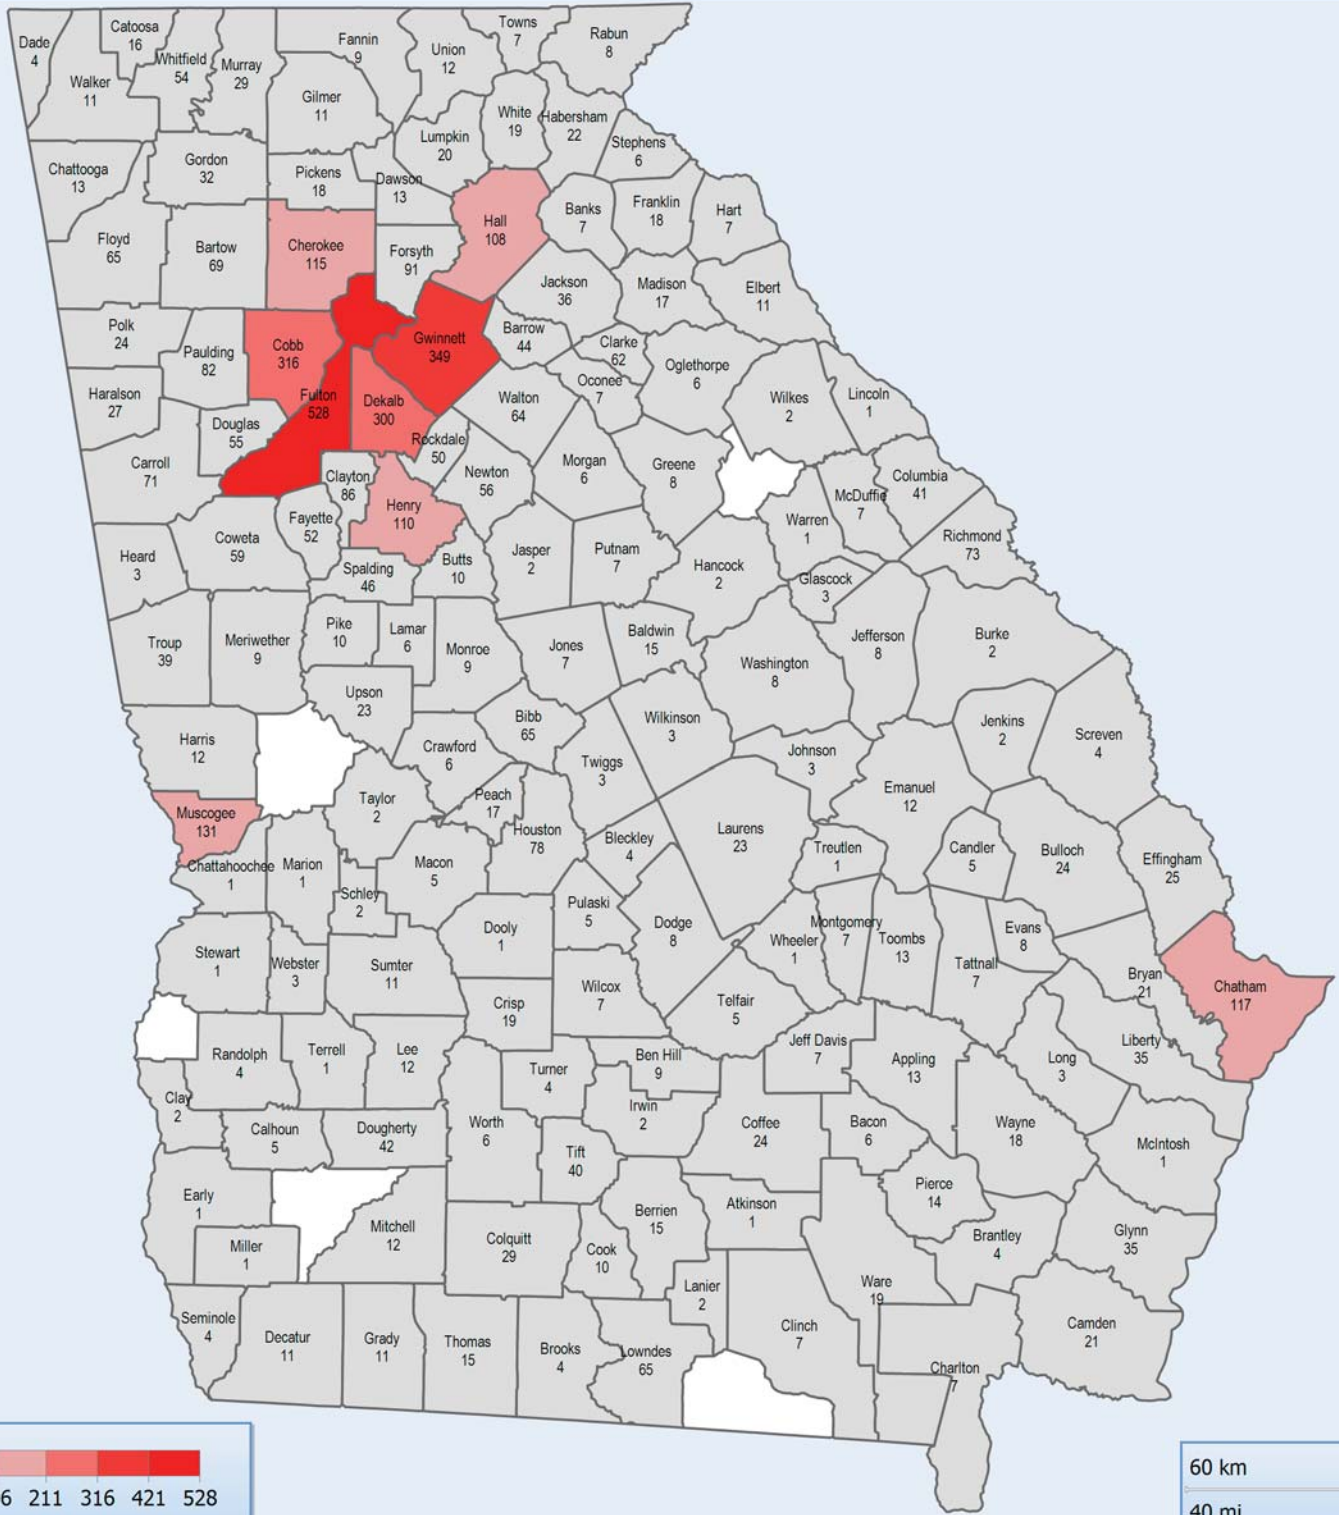 Dade
4
Catoosa
16
Walker
11
Whitfield
54
Murray
29
Fannin
9
Gilmer
11
Union
12
Towns
7
Rabun
8
White
19
Habersham
22
Lumpkin
20
Stephens
6
Chattooga
13
Gordon
32
Pickens
18
Dawson
13
Hall
108
Banks
7
Franklin
18
Hart
7
Floyd
65
Bartow
69
Cherokee
115
Forsyth
91
Jackson
36
Madison
17
Elbert
11
Polk
24
Paulding
82
Cobb
316
Gwinnett
349
Barrow
44
Clarke
62
Oconee
7
Oglethorpe
6
Wilkes
2
Lincoln
1
Haralson
27
Douglas
55
Fulton
528
Dekalb
300
Rockdale
50
Walton
64
Carroll
71
Clayton
86
Henry
110
Newton
56
Morgan
6
Greene
8
McDuffie
7
Columbia
41
Warren
1
Richmond
73
Heard
3
Coweta
59
Fayette
52
Spalding
46
Butts
10
Jasper
2
Putnam
7
Hancock
2
Glascock
3
Troup
39
Meriwether
9
Pike
10
Lamar
6
Monroe
9
Jones
7
Baldwin
15
Washington
8
Jefferson
8
Burke
2
Upson
23
Bibb
65
Wilkinson
3
Jenkins
2
Screven
4
Harris
12
Crawford
6
Twiggs
3
Johnson
3
Emanuel
12
Muscogee
131
Taylor
2
Peach
17
Houston
78
Bleckley
4
Laurens
23
Treutlen
1
Candler
5
Bulloch
24
Effingham
25
Chattahoochee
1
Marion
1
Schley
2
Macon
5
Pulaski
5
Dodge
8
Dooly
1
Wheeler
1
Montgomery
7
Toombs
13
Tattnall
7
Evans
8
Bryan
21
Chatham
117
Stewart
1
Webster
3
Sumter
11
Crisp
19
Wilcox
7
Telfair
5
Jeff Davis
7
Appling
13
Long
3
Liberty
35
Randolph
4
Terrell
1
Lee
12
Turner
4
Ben Hill
9
Irwin
2
Clay
2
Calhoun
5
Dougherty
42
Worth
6
Tift
40
Coffee
24
Bacon
6
Wayne
18
McIntosh
1
Early
1
Miller
1
Mitchell
12
Colquitt
29
Cook
10
Berrien
15
Atkinson
1
Pierce
14
Brantley
4
Glynn
35
Seminole
4
Decatur
11
Grady
11
Thomas
15
Brooks
4
Lowndes
65
Lanier
2
Clinch
7
Ware
19
Charlton
7
Camden
21
6 211 316 421 528
60 km
40 mi